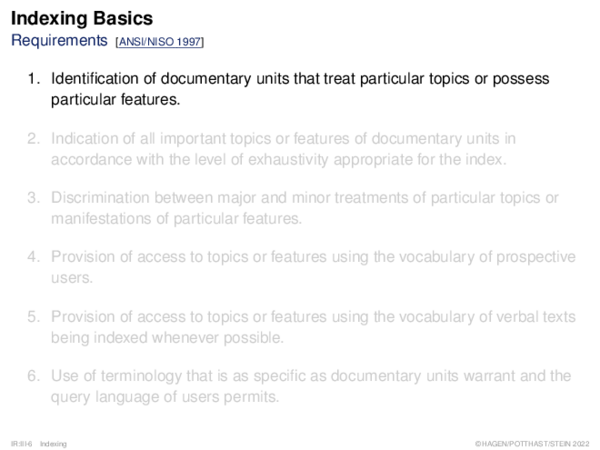 Indexing Basics
Requirements [ANSI/NISO 1997]
1. Identification of documentary units that treat particular topics or possess
particular features.
2. Indication of all important topics or features of documentary units in
accordance with the level of exhaustivity appropriate for the index.
3. Discrimination between major and minor treatments of particular topics or
manifestations of particular features.
4. Provision of access to topics or features using the vocabulary of prospective
users.
5. Provision of access to topics or features using the vocabulary of verbal texts
being indexed whenever possible.
6. Use of terminology that is as specific as documentary units warrant and the
query language of users permits.
IR:III-6 Indexing ©HAGEN/POTTHAST/STEIN 2022